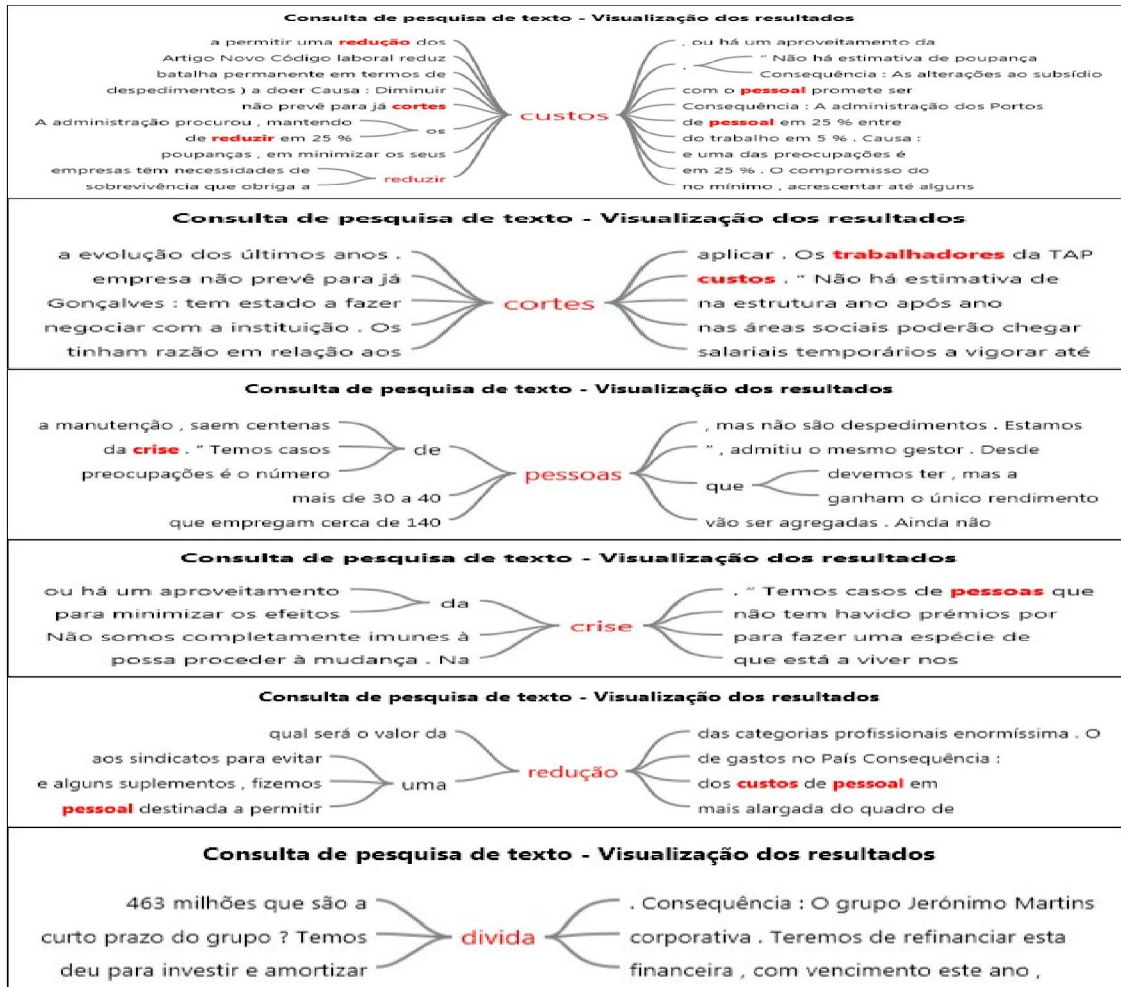 Consulta de pesquisa de texto - Visualização dos resultados
a permitir uma redução dos
Artigo Novo Código laboral reduz
batalha permanente em termos de
despedimentos ) a doer Causa : Diminuir
não prevê para já cortes
A administração procurou , mantendo
de reduzir em 25 %
os
poupanças , em minimizar os seus
empresas têm necessidades de
sobrevivência que obriga a
reduzir
custos
, ou há um aproveitamento da
.
" Não há estimativa de poupança
Consequência : As alterações ao subsídio
com o pessoal promete ser
Consequência : A administração dos Portos
de pessoal em 25 % entre
do trabalho em 5 % . Causa :
e uma das preocupações é
em 25 % . O compromisso do
no mínimo , acrescentar até alguns
Consulta de pesquisa de texto - Visualização dos resultados
a evolução dos últimos anos .
empresa não prevê para já
Gonçalves : tem estado a fazer
negociar com a instituição . Os
tinham razão em relação aos
cortes
aplicar . Os trabalhadores da TAP
custos . " Não há estimativa de
na estrutura ano após ano
nas áreas sociais poderão chegar
salariais temporários a vigorar até
Consulta de pesquisa de texto - Visualização dos resultados
a manutenção , saem centenas
da crise . " Temos casos
preocupações é o número
de
mais de 30 a 40
que empregam cerca de 140
pessoas
, mas não são despedimentos . Estamos
" , admitiu o mesmo gestor . Desde
que
devemos ter , mas a
ganham o único rendimento
vão ser agregadas . Ainda não
Consulta de pesquisa de texto - Visualização dos resultados
ou há um aproveitamento
para minimizar os efeitos
da
Não somos completamente imunes à
possa proceder à mudança . Na
crise
. " Temos casos de pessoas que
não tem havido prémios por
para fazer uma espécie de
que está a viver nos
Consulta de pesquisa de texto - Visualização dos resultados
qual será o valor da
aos sindicatos para evitar
e alguns suplementos , fizemos
pessoal destinada a permitir
uma
redução
das categorias profissionais enormíssima . O
de gastos no País Consequência :
dos custos de pessoal em
mais alargada do quadro de
Consulta de pesquisa de texto - Visualização dos resultados
463 milhões que são a
curto prazo do grupo ? Temos
deu para investir e amortizar
divida
. Consequência : O grupo Jerónimo Martins
corporativa . Teremos de refinanciar esta
financeira , com vencimento este ano ,